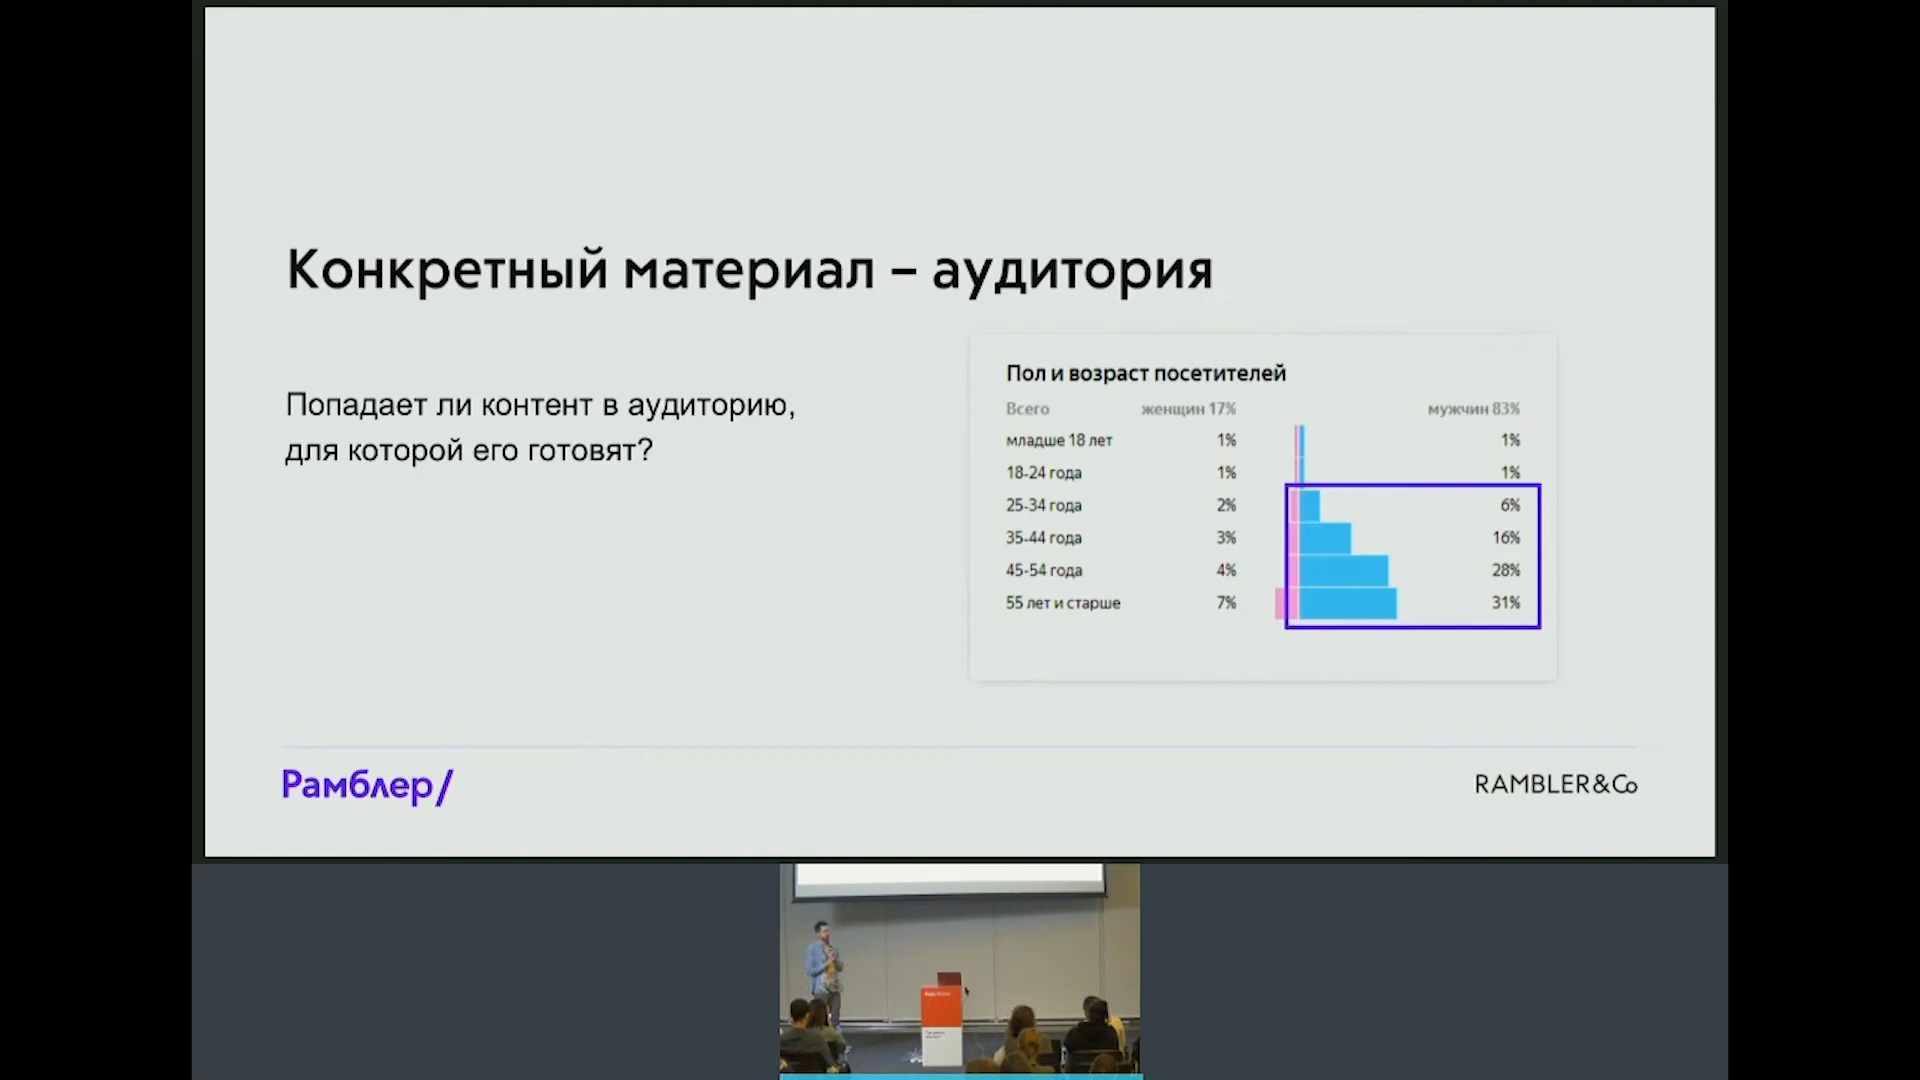 Конкретный материал – аудитория
Попадает ли контент в аудиторию,
для которой его готовят?
Пол и возраст посетителей
Всего женщин 17% мужчин 83%
младше 18 лет 1% 1%
18-24 года 1% 1%
25-34 года 2% 6%
35-44 года 3% 16%
45-54 года 4% 28%
55 лет и старше 7% 31%
Рамблер/
RAMBLER&Co